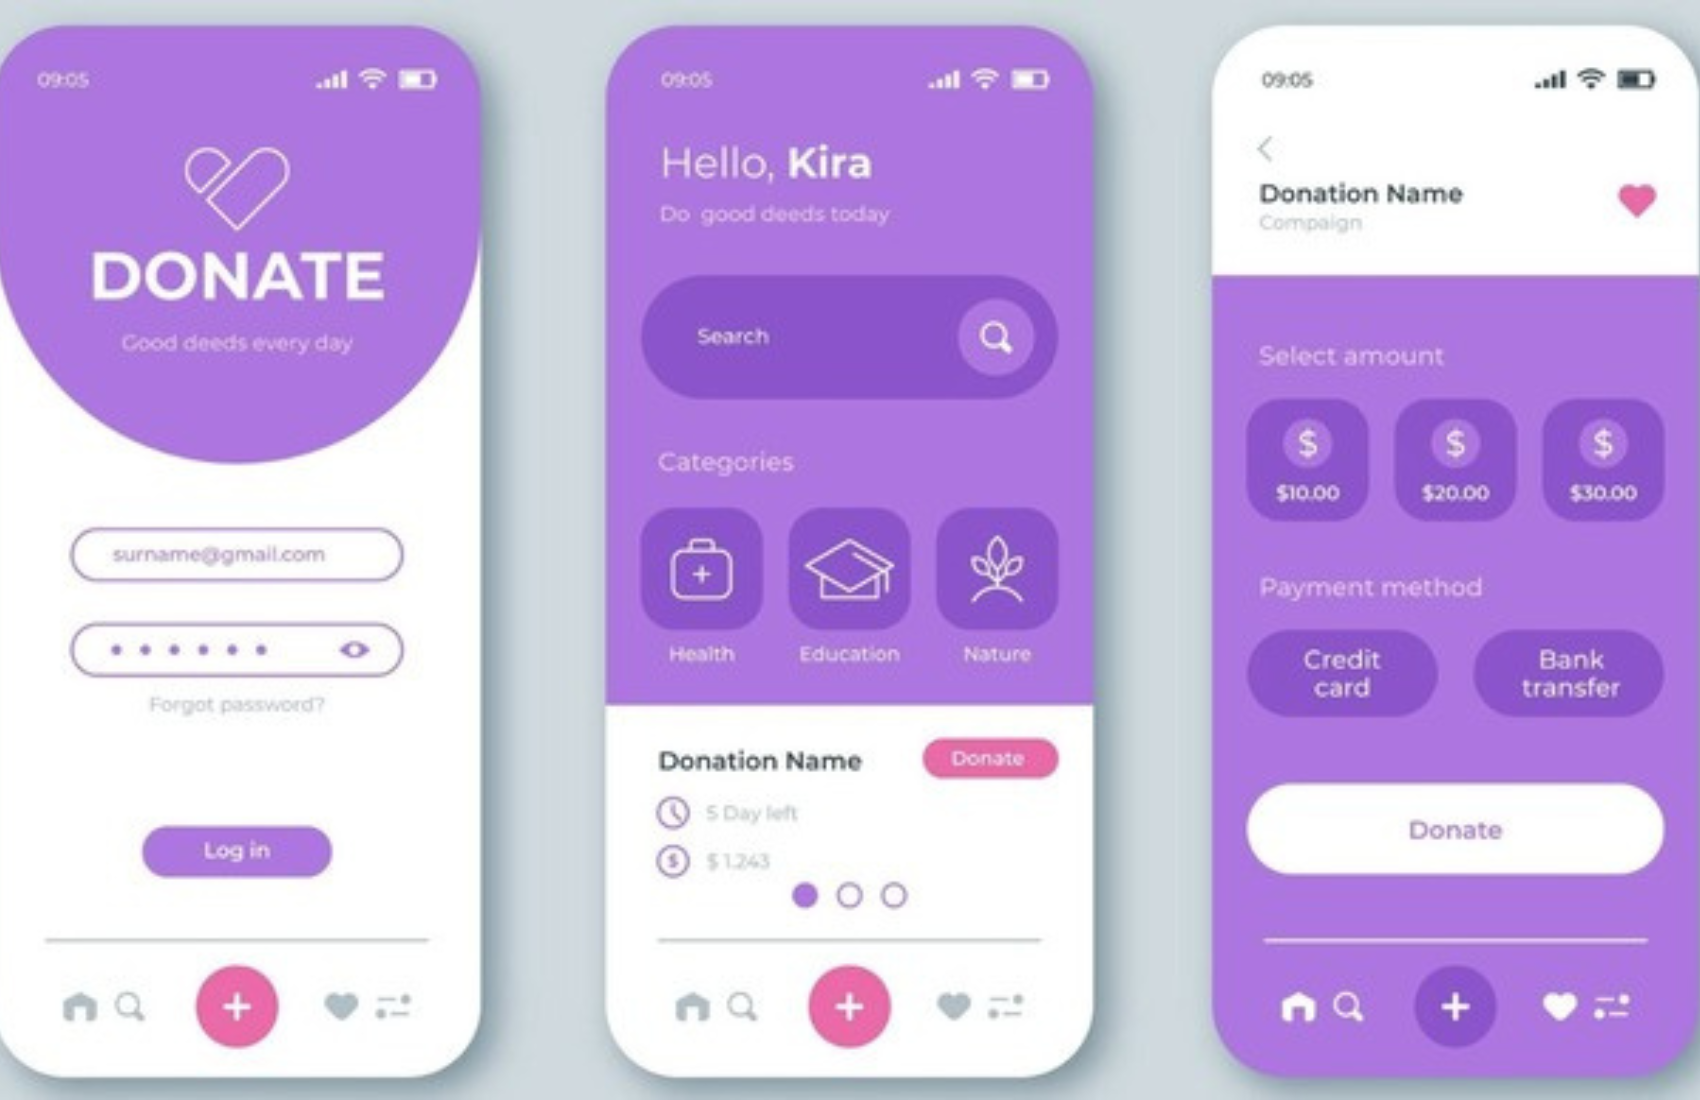 09:05
DONATE
Good deeds every day
surname@gmail.com
Forgot password?
Log in
09:05
Hello, Kira
Do good deeds today
Search
Categories
Health
Education
Nature
Donation Name
Donate
5 Day left
$
$ 1.243
09:05
Donation Name
Compaign
Select amount
$
$
$
$10.00
$20.00
$30.00
Payment method
Credit
card
Bank
transfer
Donate